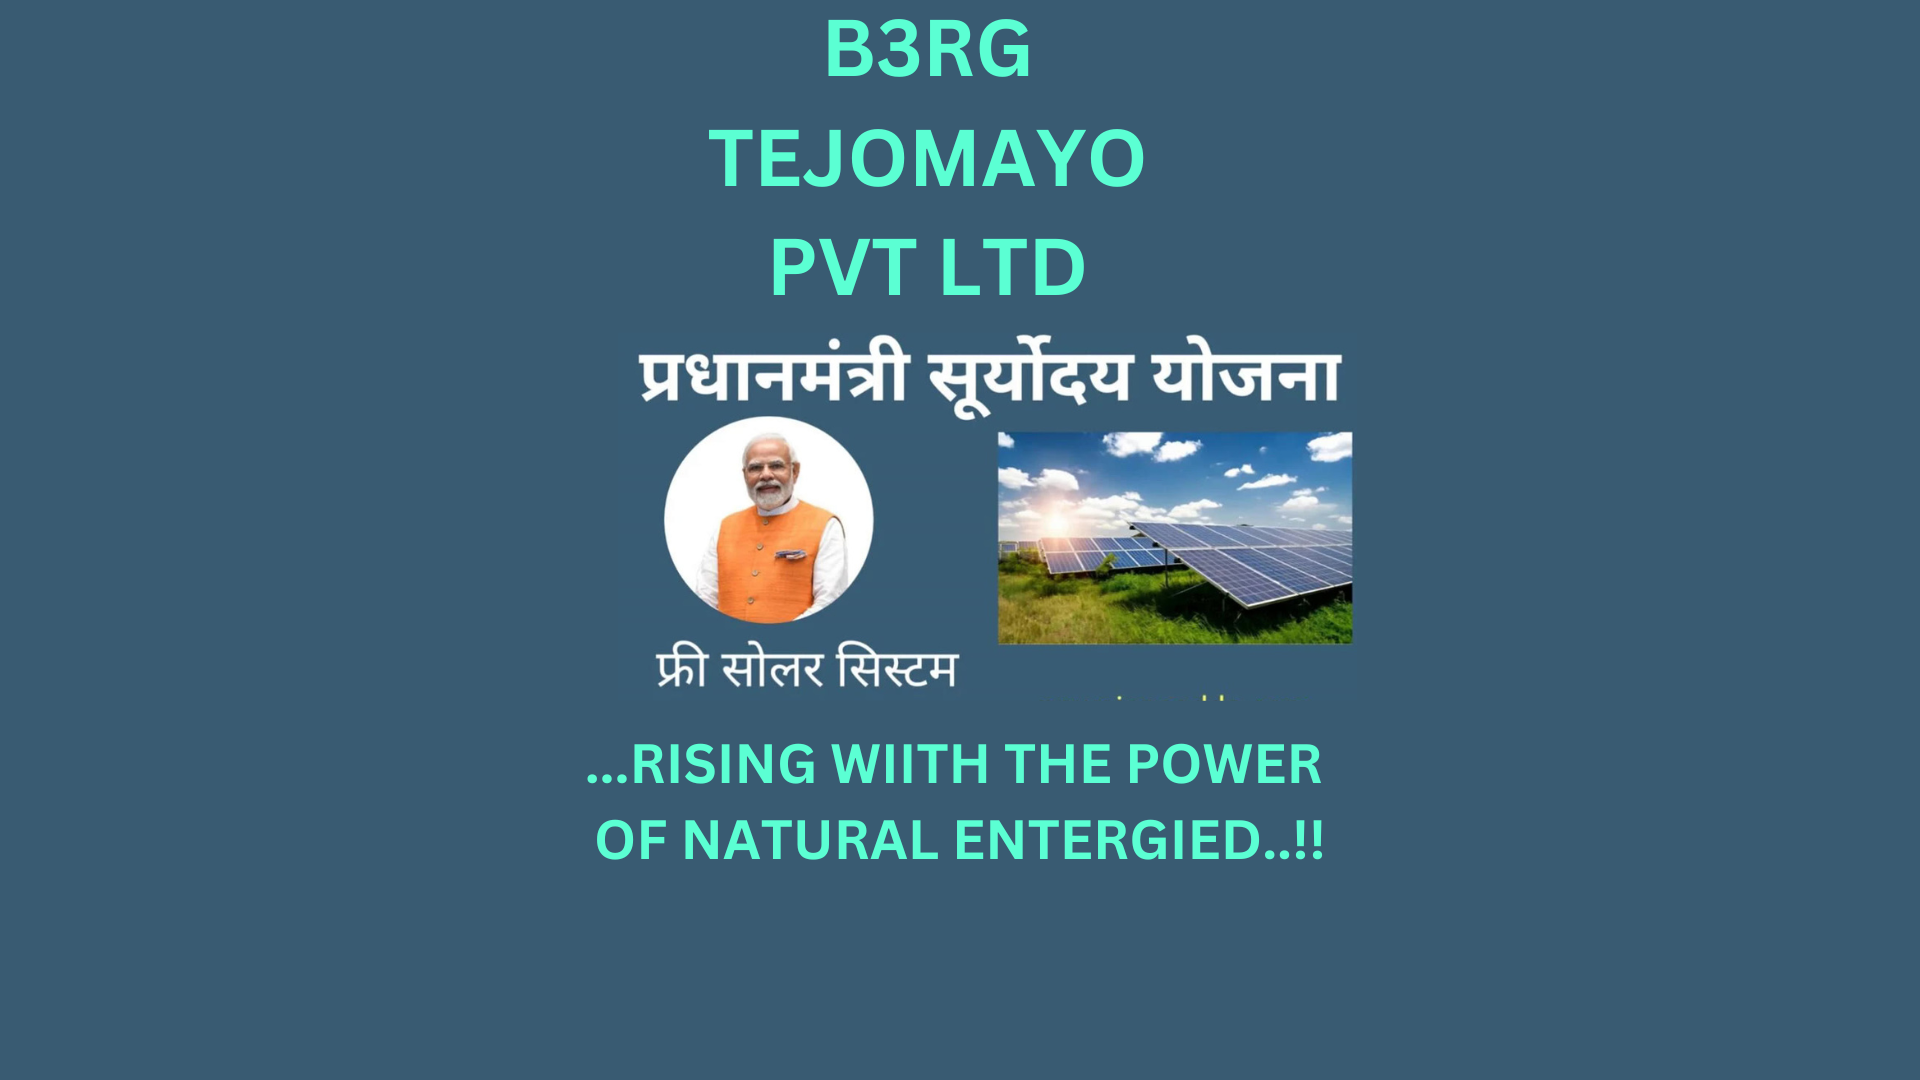 B3RG
TEJOMAYO
PVT LTD
प्रधानमंत्री सूर्योदय योजना
फ्री सोलर सिस्टम
...RISING WIITH THE POWER
OF NATURAL ENTERGIED..!!